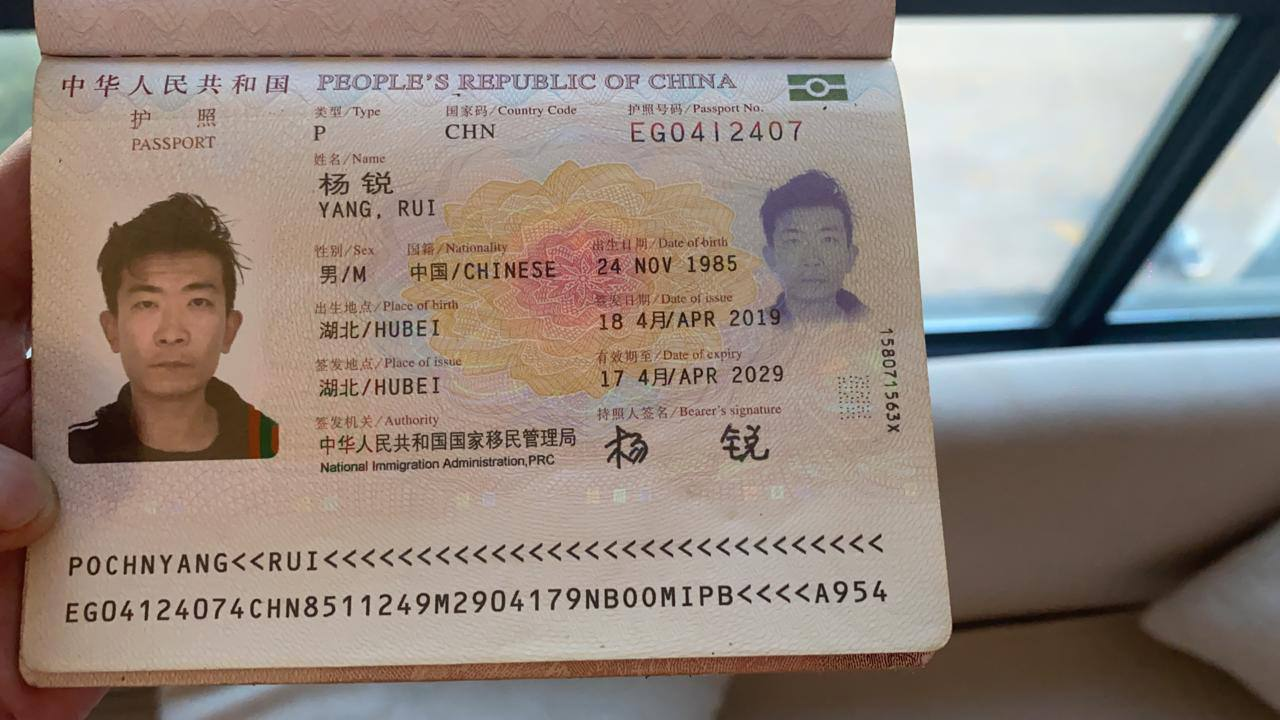 中华人民共和国 PEOPLE'S REPUBLIC OF CHINA
护 照
PASSPORT
类型/Type 国家码/Country Code 护照号码/Passport No.
P CHN EG0412407
姓名/Name
杨 锐
YANG, RUI
性别/Sex 国籍/Nationality 出生日期/Date of birth
男/M 中国/CHINESE 24 NOV 1985
出生地点/Place of birth 签发日期/Date of issue
湖北/HUBEI 18 4月/APR 2019
签发地点/Place of issue 有效期至/Date of expiry
湖北/HUBEI 17 4月/APR 2029
签发机关/Authority 持照人签名/Bearer's signature
中华人民共和国国家移民管理局 杨 锐
National Immigration Administration,PRC
158071563X
POCHNYANG<<RUI<<<<<<<<<<<<<<<<<<<<<<<<<<<<<<
EG04124074CHN8511249M2904179NBOOMIPB<<<<A954